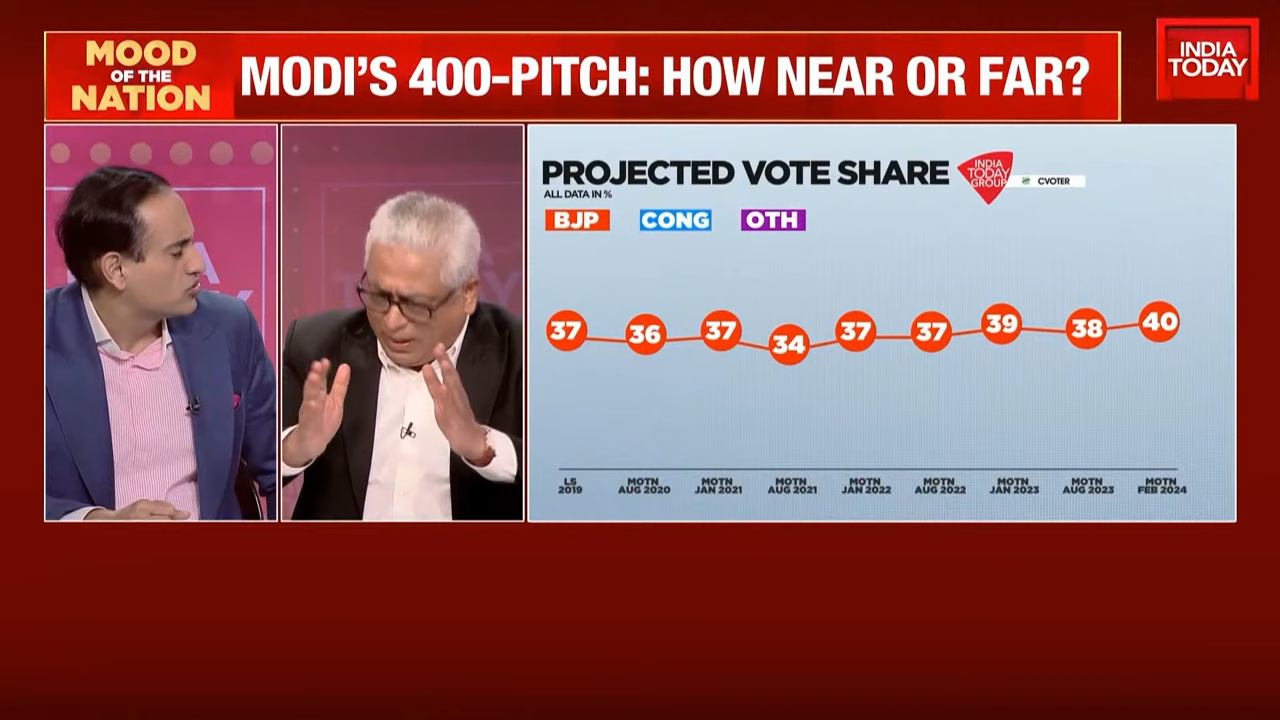 MOOD
OF THE
NATION
MODI'S 400-PITCH: HOW NEAR OR FAR?
INDIA
TODAY
PROJECTED VOTE SHARE
INDIA
TODAY
GROUP
CVOTER
ALL DATA IN %
BJP CONG OTH
37 36 37 34 37 37 39 38 40
LS
2019
MOTN
AUG 2020
MOTN
JAN 2021
MOTN
AUG 2021
MOTN
JAN 2022
MOTN
AUG 2022
MOTN
JAN 2023
MOTN
AUG 2023
MOTN
FEB 2024